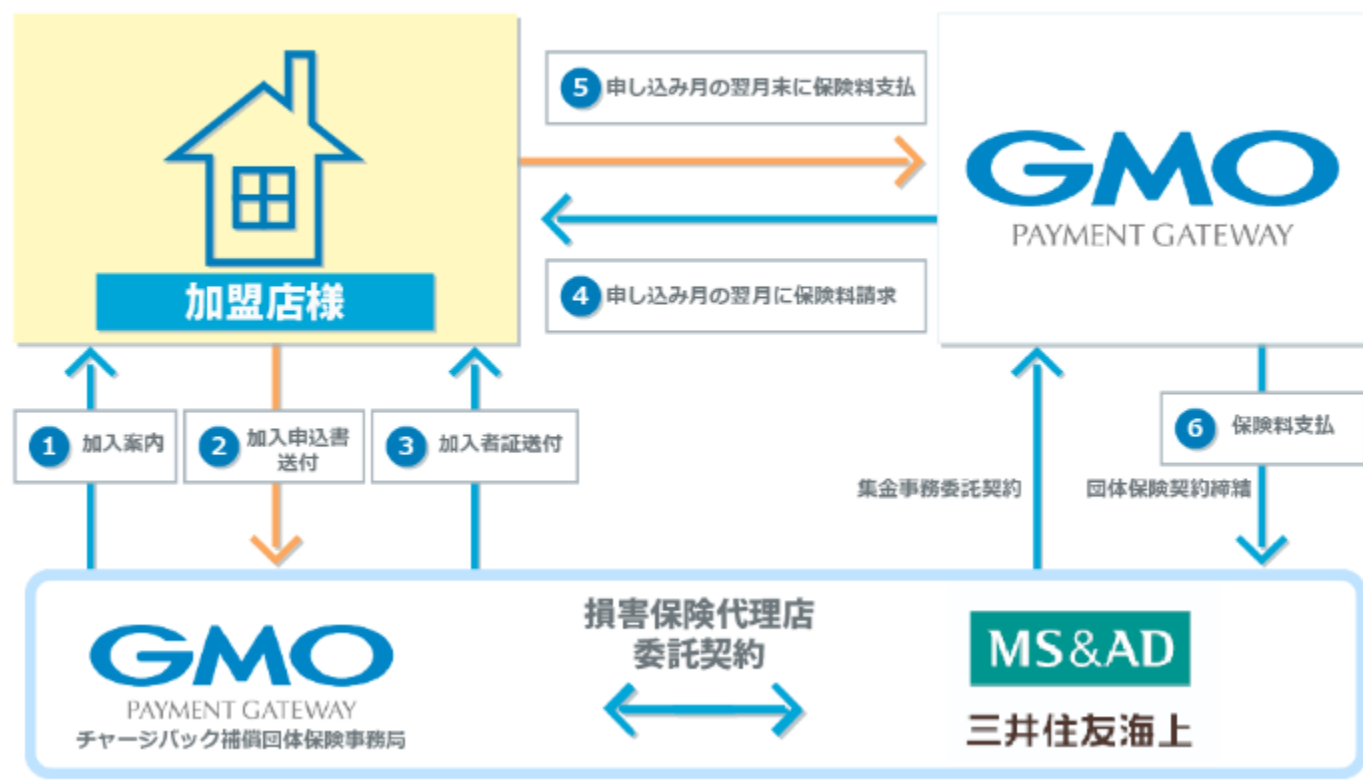 5 申し込み月の翌月末に保険料支払
GMO
PAYMENT GATEWAY
加盟店様
4 申し込み月の翌月に保険料請求
1 加入案内
2 加入申込書
送付
3 加入者証送付
6 保険料支払
集金事務委託契約
団体保険契約締結
GMO
PAYMENT GATEWAY
チャージバック補償団体保険事務局
損害保険代理店
委託契約
MS&AD
三井住友海上